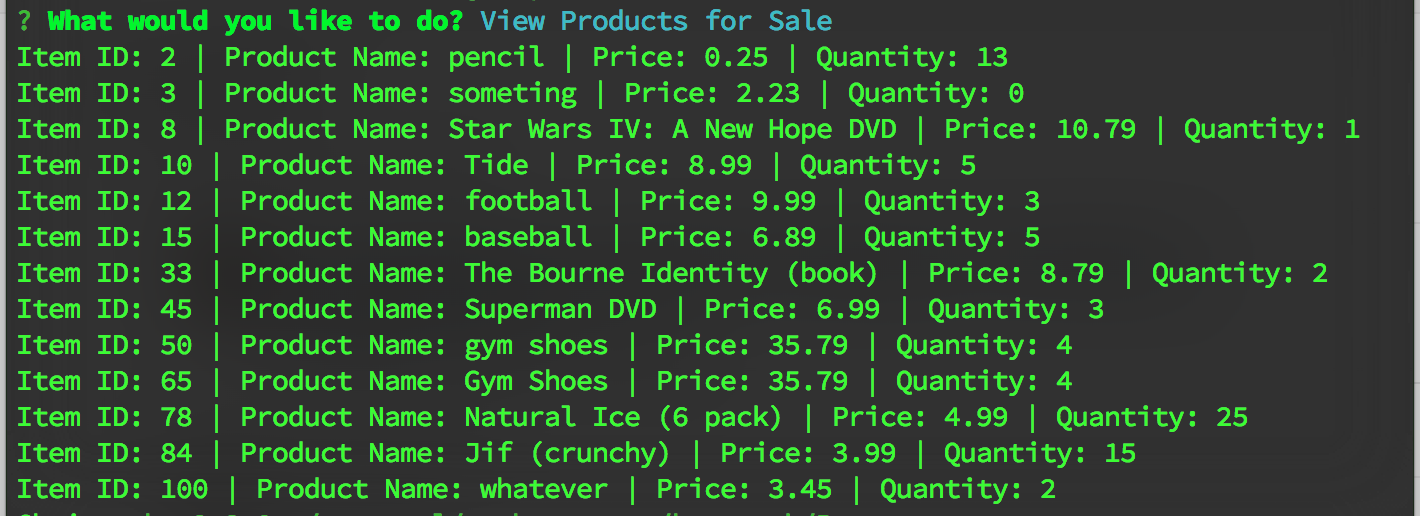 ? What would you like to do? View Products for Sale
Item ID: 2 | Product Name: pencil | Price: 0.25 | Quantity: 13
Item ID: 3 | Product Name: someting | Price: 2.23 | Quantity: 0
Item ID: 8 | Product Name: Star Wars IV: A New Hope DVD | Price: 10.79 | Quantity: 1
Item ID: 10 | Product Name: Tide | Price: 8.99 | Quantity: 5
Item ID: 12 | Product Name: football | Price: 9.99 | Quantity: 3
Item ID: 15 | Product Name: baseball | Price: 6.89 | Quantity: 5
Item ID: 33 | Product Name: The Bourne Identity (book) | Price: 8.79 | Quantity: 2
Item ID: 45 | Product Name: Superman DVD | Price: 6.99 | Quantity: 3
Item ID: 50 | Product Name: gym shoes | Price: 35.79 | Quantity: 4
Item ID: 65 | Product Name: Gym Shoes | Price: 35.79 | Quantity: 4
Item ID: 78 | Product Name: Natural Ice (6 pack) | Price: 4.99 | Quantity: 25
Item ID: 84 | Product Name: Jif (crunchy) | Price: 3.99 | Quantity: 15
Item ID: 100 | Product Name: whatever | Price: 3.45 | Quantity: 2